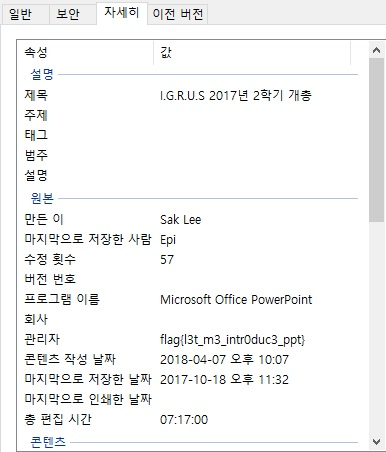 일반 보안 자세히 이전 버전
속성 값
설명
제목 I.G.R.U.S 2017년 2학기 개총
주제
태그
범주
설명
원본
만든 이 Sak Lee
마지막으로 저장한 사람 Epi
수정 횟수 57
버전 번호
프로그램 이름 Microsoft Office PowerPoint
회사
관리자 flag{l3t_m3_intr0duc3_ppt}
콘텐츠 작성 날짜 2018-04-07 오후 10:07
마지막으로 저장한 날짜 2017-10-18 오후 11:32
마지막으로 인쇄한 날짜
총 편집 시간 07:17:00
콘텐츠